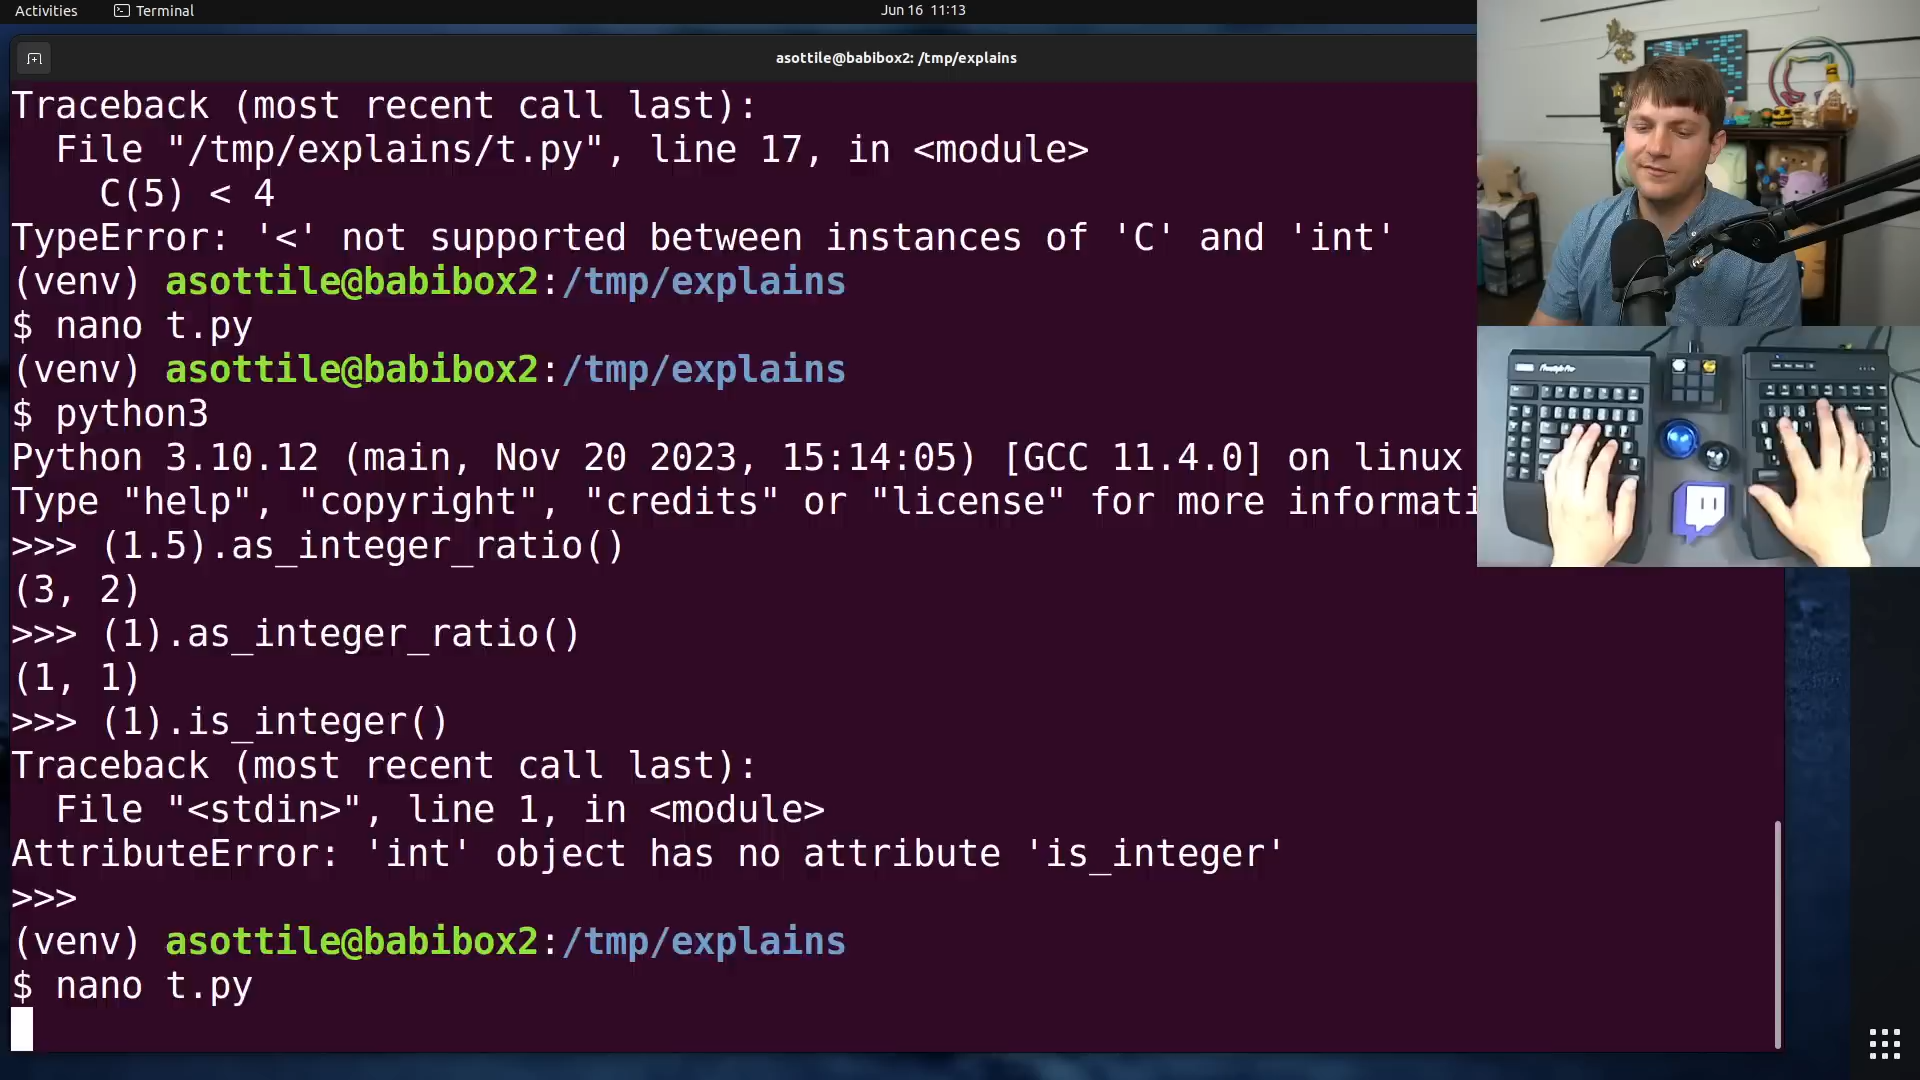 Activities
Terminal
Jun 16 11:13
asottile@babibox2: /tmp/explains
Traceback (most recent call last):
  File "/tmp/explains/t.py", line 17, in <module>
    C(5) < 4
TypeError: '<' not supported between instances of 'C' and 'int'
(venv) asottile@babibox2:/tmp/explains
$ nano t.py
(venv) asottile@babibox2:/tmp/explains
$ python3
Python 3.10.12 (main, Nov 20 2023, 15:14:05) [GCC 11.4.0] on linux
Type "help", "copyright", "credits" or "license" for more informati
>>> (1.5).as_integer_ratio()
(3, 2)
>>> (1).as_integer_ratio()
(1, 1)
>>> (1).is_integer()
Traceback (most recent call last):
  File "<stdin>", line 1, in <module>
AttributeError: 'int' object has no attribute 'is_integer'
>>>
(venv) asottile@babibox2:/tmp/explains
$ nano t.py